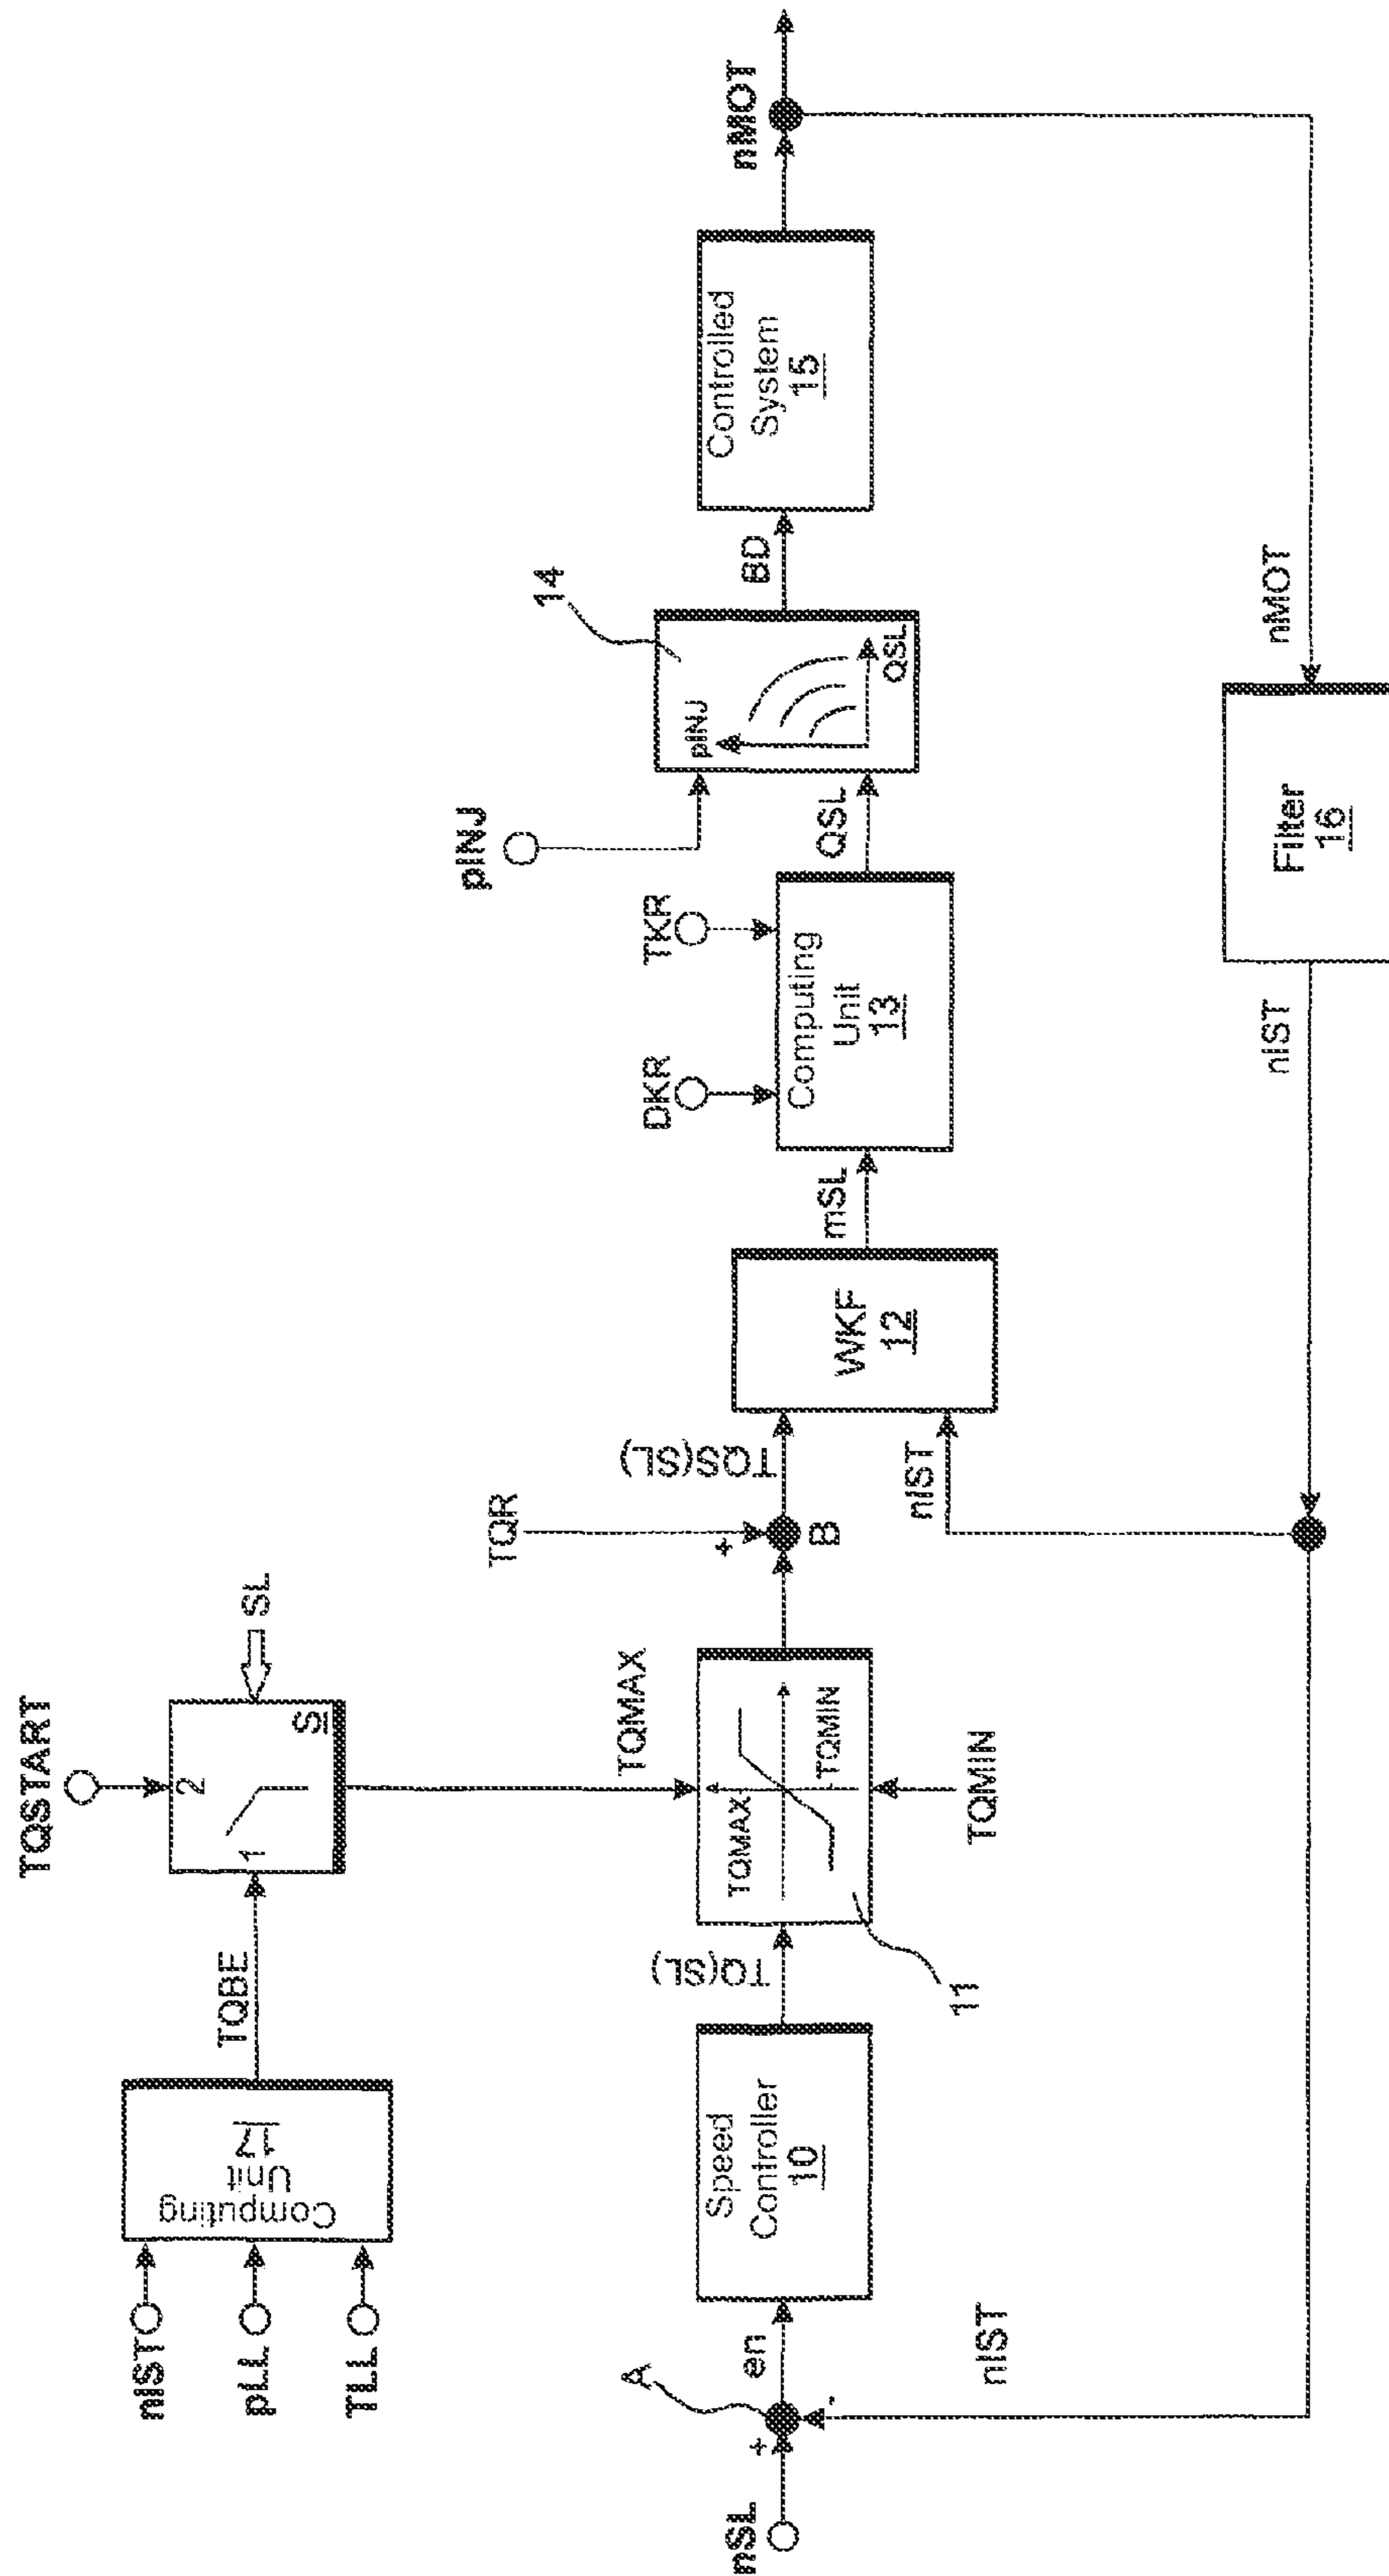 TQSTART
nIST
pLL
TLL
Computing
Unit
17
TQBE
1
2
S
SL
TQMAX
TQR
nSL
+
-
A
en
nIST
Speed
Controller
10
TQ(SL)
TQMAX
TQMIN
11
TQMIN
+
B
TQS(SL)
nIST
WKF
12
mSL
DKR
TKR
Computing
Unit
13
QSL
pINJ
pINJ
QSL
14
BD
Controlled
System
15
nMOT
nMOT
Filter
16
nIST